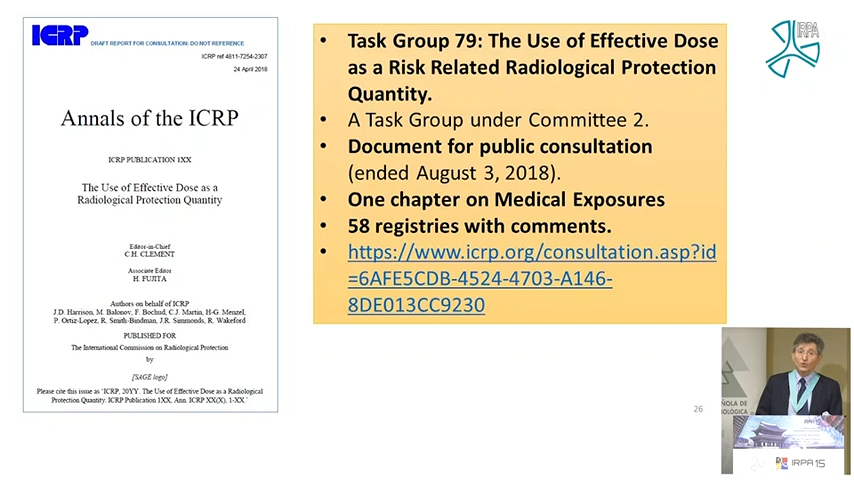 ICRP
DRAFT REPORT FOR CONSULTATION: DO NOT REFERENCE
ICRP ref 4811-7254-2307
24 April 2018
Annals of the ICRP
ICRP PUBLICATION 1XX
The Use of Effective Dose as a
Radiological Protection Quantity
Editor-in-Chief
C.H. CLEMENT
Associate Editor
H. FUJITA
Authors on behalf of ICRP
J.D. Harrison, M. Balonov, F. Bochud, C.J. Martin, H-G. Menzel,
P. Ortiz-Lopez, R. Smith-Bindman, J.R. Simmonds, R. Wakeford
PUBLISHED FOR
The International Commission on Radiological Protection
by
[SAGE logo]
Please cite this issue as 'ICRP, 20YY. The Use of Effective Dose as a Radiological
Protection Quantity. ICRP Publication 1XX, Ann. ICRP XX(X), 1-XX.'
• Task Group 79: The Use of Effective Dose
as a Risk Related Radiological Protection
Quantity.
• A Task Group under Committee 2.
• Document for public consultation
(ended August 3, 2018).
• One chapter on Medical Exposures
• 58 registries with comments.
• https://www.icrp.org/consultation.asp?id
=6AFE5CDB-4524-4703-A146-
8DE013CC9230
IRPA
26
ÑOLA DE
IRPA15